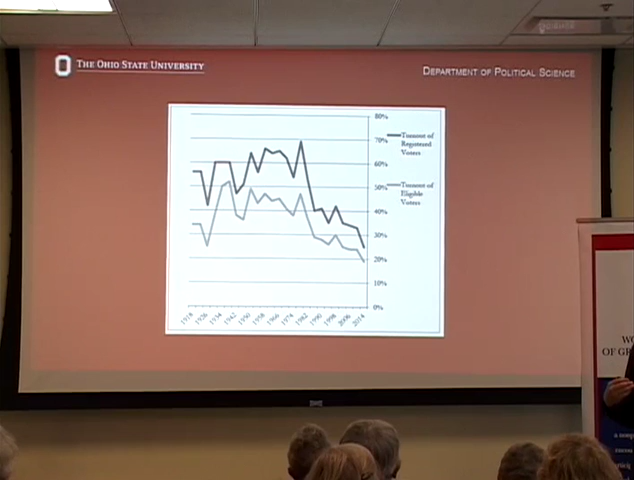 THE OHIO STATE UNIVERSITY
DEPARTMENT OF POLITICAL SCIENCE
80%
70%
60%
50%
40%
30%
20%
10%
0%
Turnout of
Registered
Voters
Turnout of
Eligible
Voters
1918
1926
1934
1942
1950
1958
1966
1974
1982
1990
1998
2006
2014